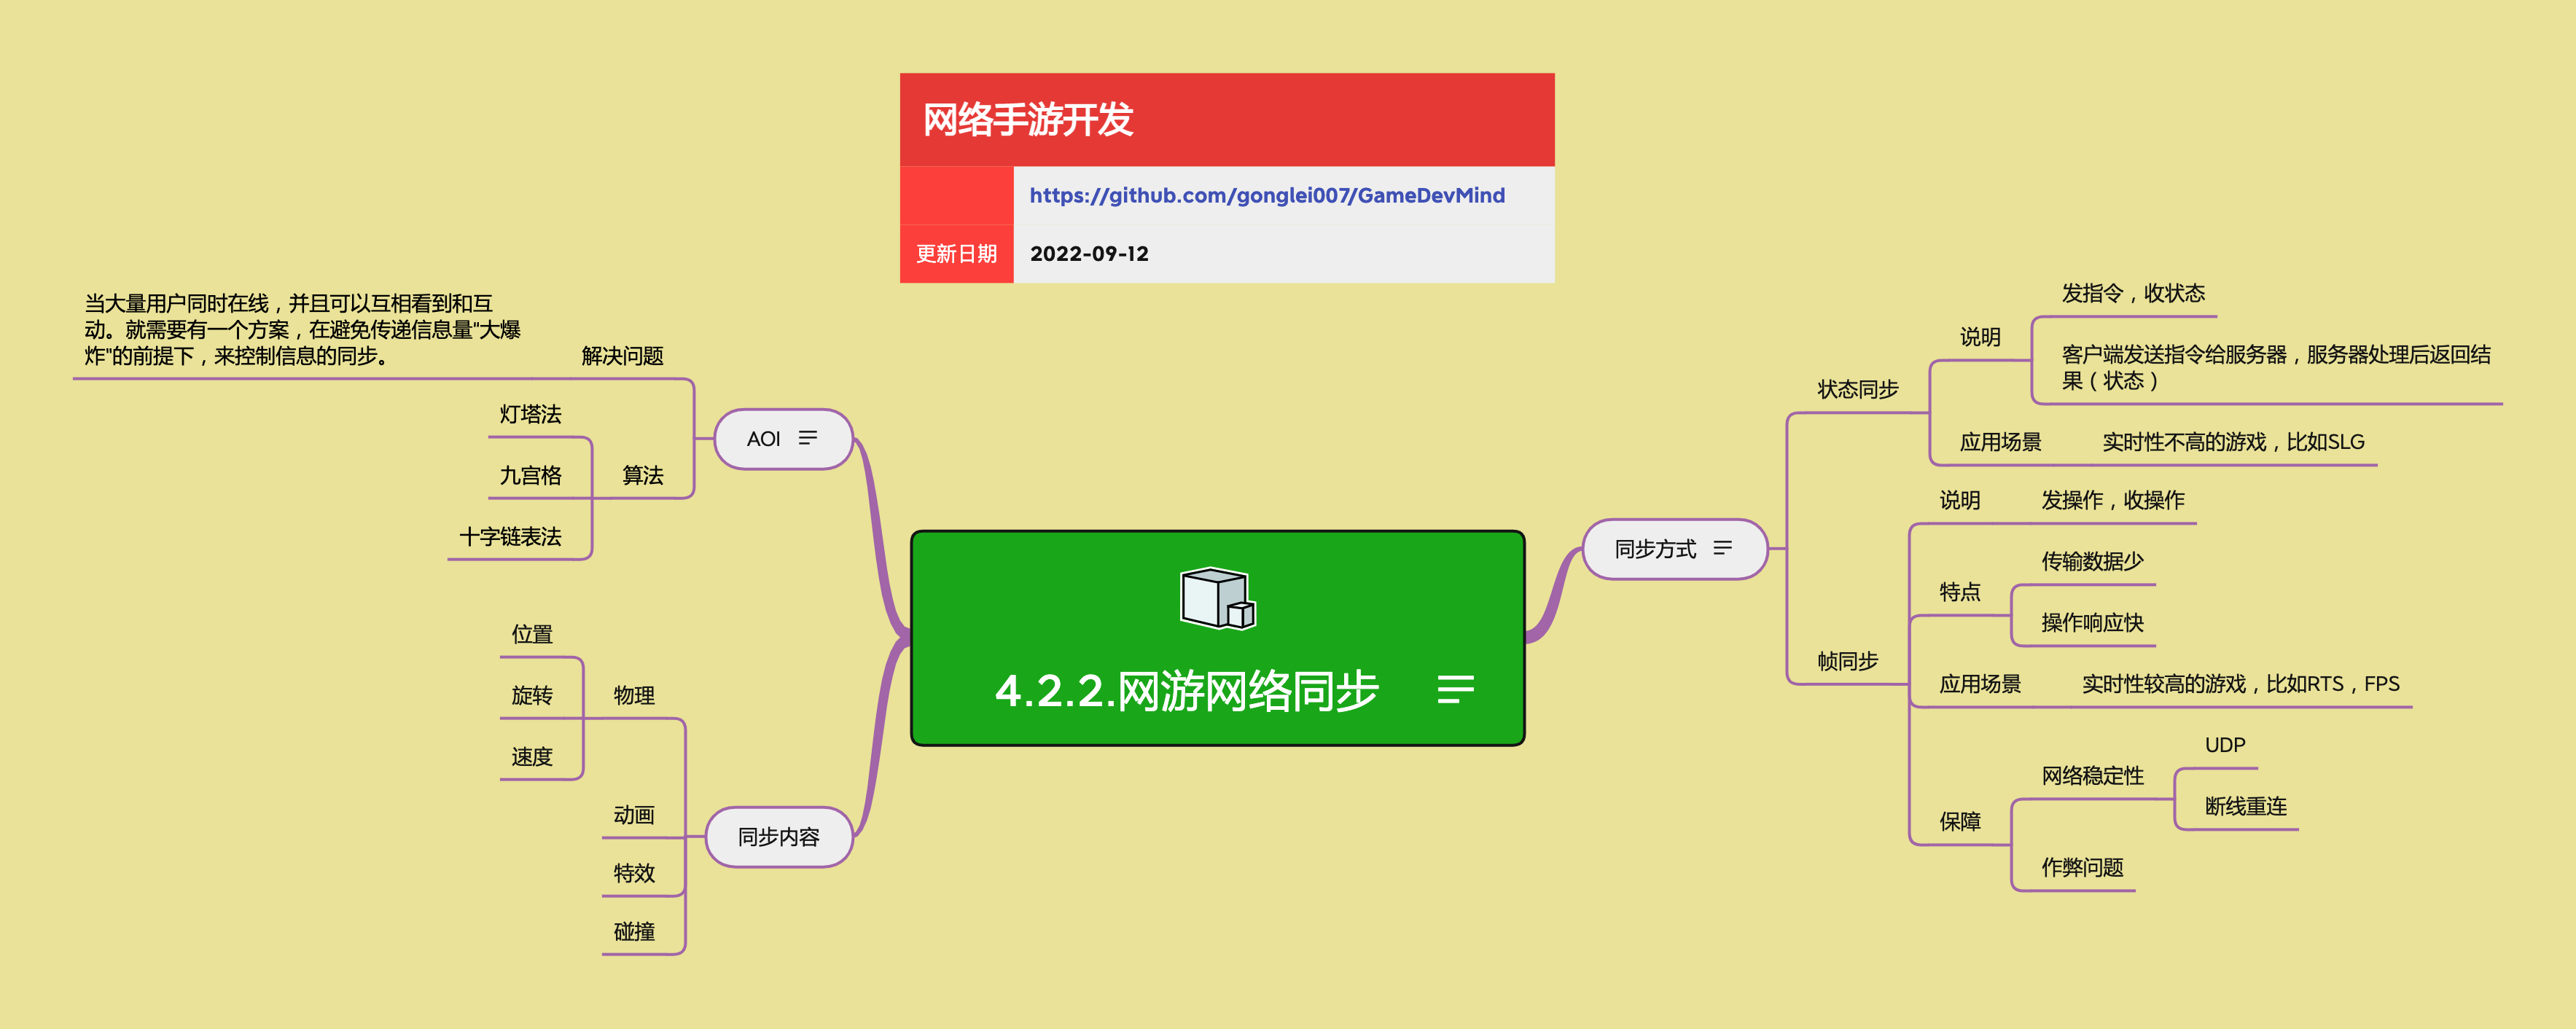 网络手游开发
https://github.com/gonglei007/GameDevMind
更新日期 2022-09-12
4.2.2.网游网络同步
同步方式
状态同步
说明
发指令，收状态
客户端发送指令给服务器，服务器处理后返回结
果（状态）
应用场景
实时性不高的游戏，比如SLG
帧同步
说明
发操作，收操作
特点
传输数据少
操作响应快
应用场景
实时性较高的游戏，比如RTS，FPS
保障
网络稳定性
UDP
断线重连
作弊问题
AOI
解决问题
当大量用户同时在线，并且可以互相看到和互
动。就需要有一个方案，在避免传递信息量"大爆
炸"的前提下，来控制信息的同步。
算法
灯塔法
九宫格
十字链表法
同步内容
物理
位置
旋转
速度
动画
特效
碰撞